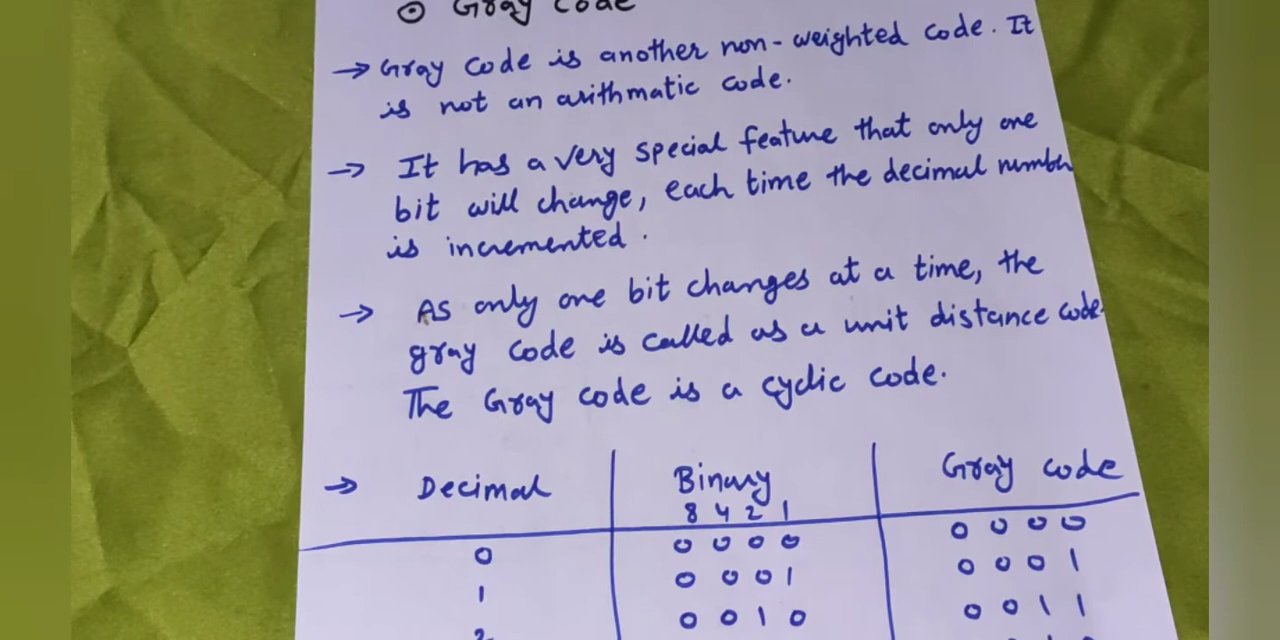 ⊙ Gray Code
→ Gray Code is another non-weighted code. It
is not an arithmatic code.
→ It has a very special feature that only one
bit will change, each time the decimal numb
is incremented.
→ As only one bit changes at a time, the
gray code is called as a unit distance code.
The Gray code is a cyclic code.
→ Decimal Binary Gray code
8 4 2 1
0 0 0 0 0 0 0 0 0
1 0 0 0 1 0 0 0 1
2 0 0 1 0 0 0 1 1